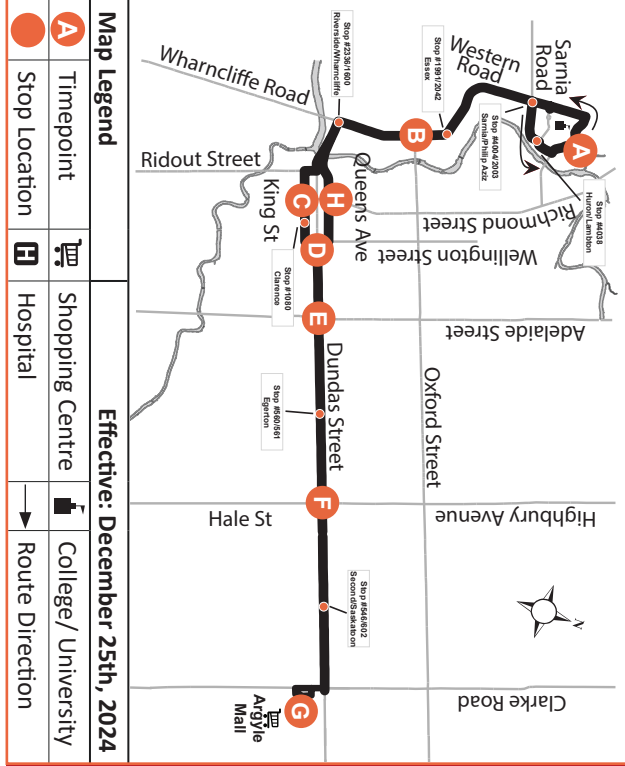 Wharncliffe Road
Western
Road
Sarnia
Road
Stop #2336/1600
Riverside/Wharncliffe
Stop #1991/2042
Essex
Stop #4004/2003
Sarnia/Philip Aziz
Stop #4038
Huron/Lambton
A
B
Ridout Street
Queens Ave
King St
Richmond Street
Wellington Street
C
H
D
Stop #1080
Clarence
E
Adelaide Street
Dundas Street
Oxford Street
Stop #560/561
Egerton
F
Hale St
Highbury Avenue
Stop #546/602
Second/Saskatoon
N
Clarke Road
G
Argyle
Mall
Map Legend
Effective: December 25th, 2024
A
Timepoint
Shopping Centre
College/ University
Stop Location
H
Hospital
Route Direction